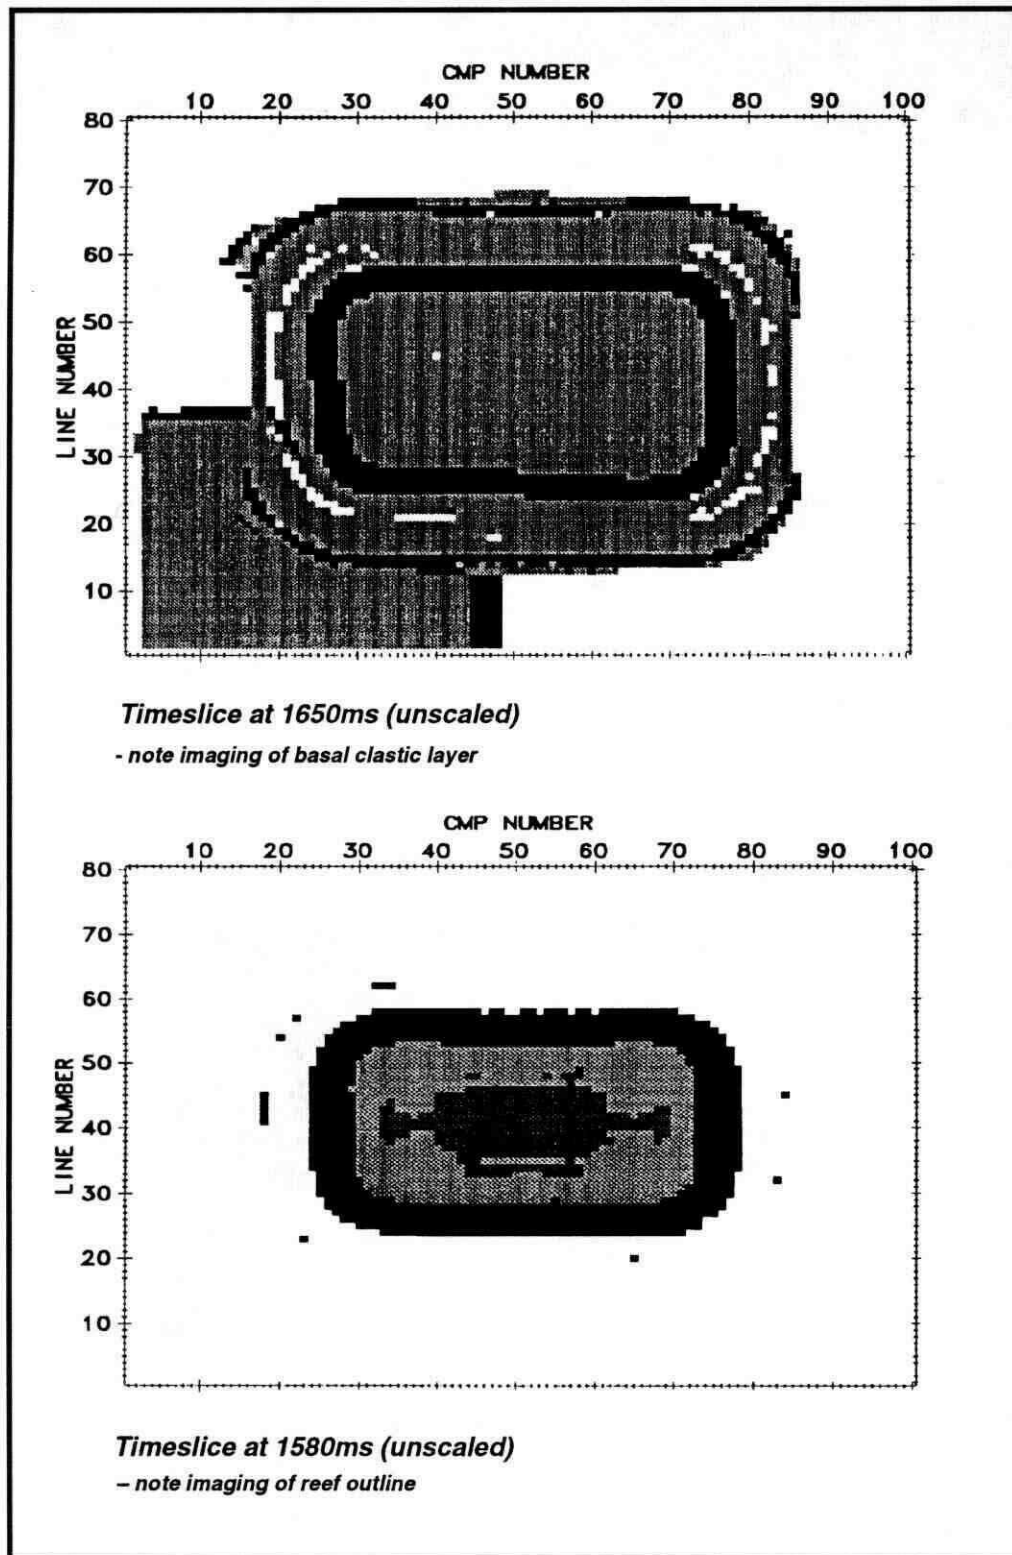 CMP NUMBER
10 20 30 40 50 60 70 80 90 100
80
70
60
50
40
30
20
10
LINE NUMBER
Timeslice at 1650ms (unscaled)
- note imaging of basal clastic layer
CMP NUMBER
10 20 30 40 50 60 70 80 90 100
80
70
60
50
40
30
20
10
LINE NUMBER
Timeslice at 1580ms (unscaled)
– note imaging of reef outline